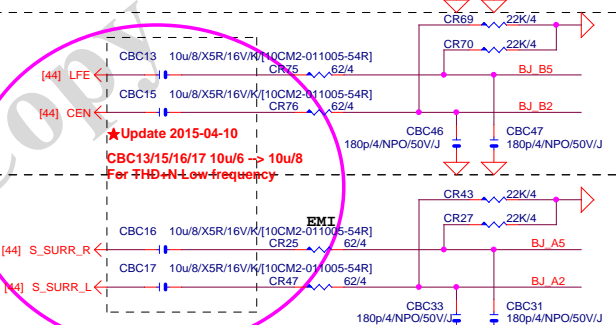 CR69 22K/4
CR70 22K/4
CBC13 10u/8/X5R/16V/K/[10CM2-011005-54R]
[44] LFE CR75 62/4 BJ_B5
CBC15 10u/8/X5R/16V/K/[10CM2-011005-54R]
[44] CEN CR76 62/4 BJ_B2
★Update 2015-04-10
CBC46 CBC47
180p/4/NPO/50V/J 180p/4/NPO/50V/J
CBC13/15/16/17 10u/6 --> 10u/8
For THD+N Low frequency
CR43 22K/4
CR27 22K/4
EMI
CBC16 10u/8/X5R/16V/K/[10CM2-011005-54R]
[44] S_SURR_R CR25 62/4 BJ_A5
CBC17 10u/8/X5R/16V/K/[10CM2-011005-54R]
[44] S_SURR_L CR47 62/4 BJ_A2
CBC33 CBC31
180p/4/NPO/50V/J 180p/4/NPO/50V/J
Copy